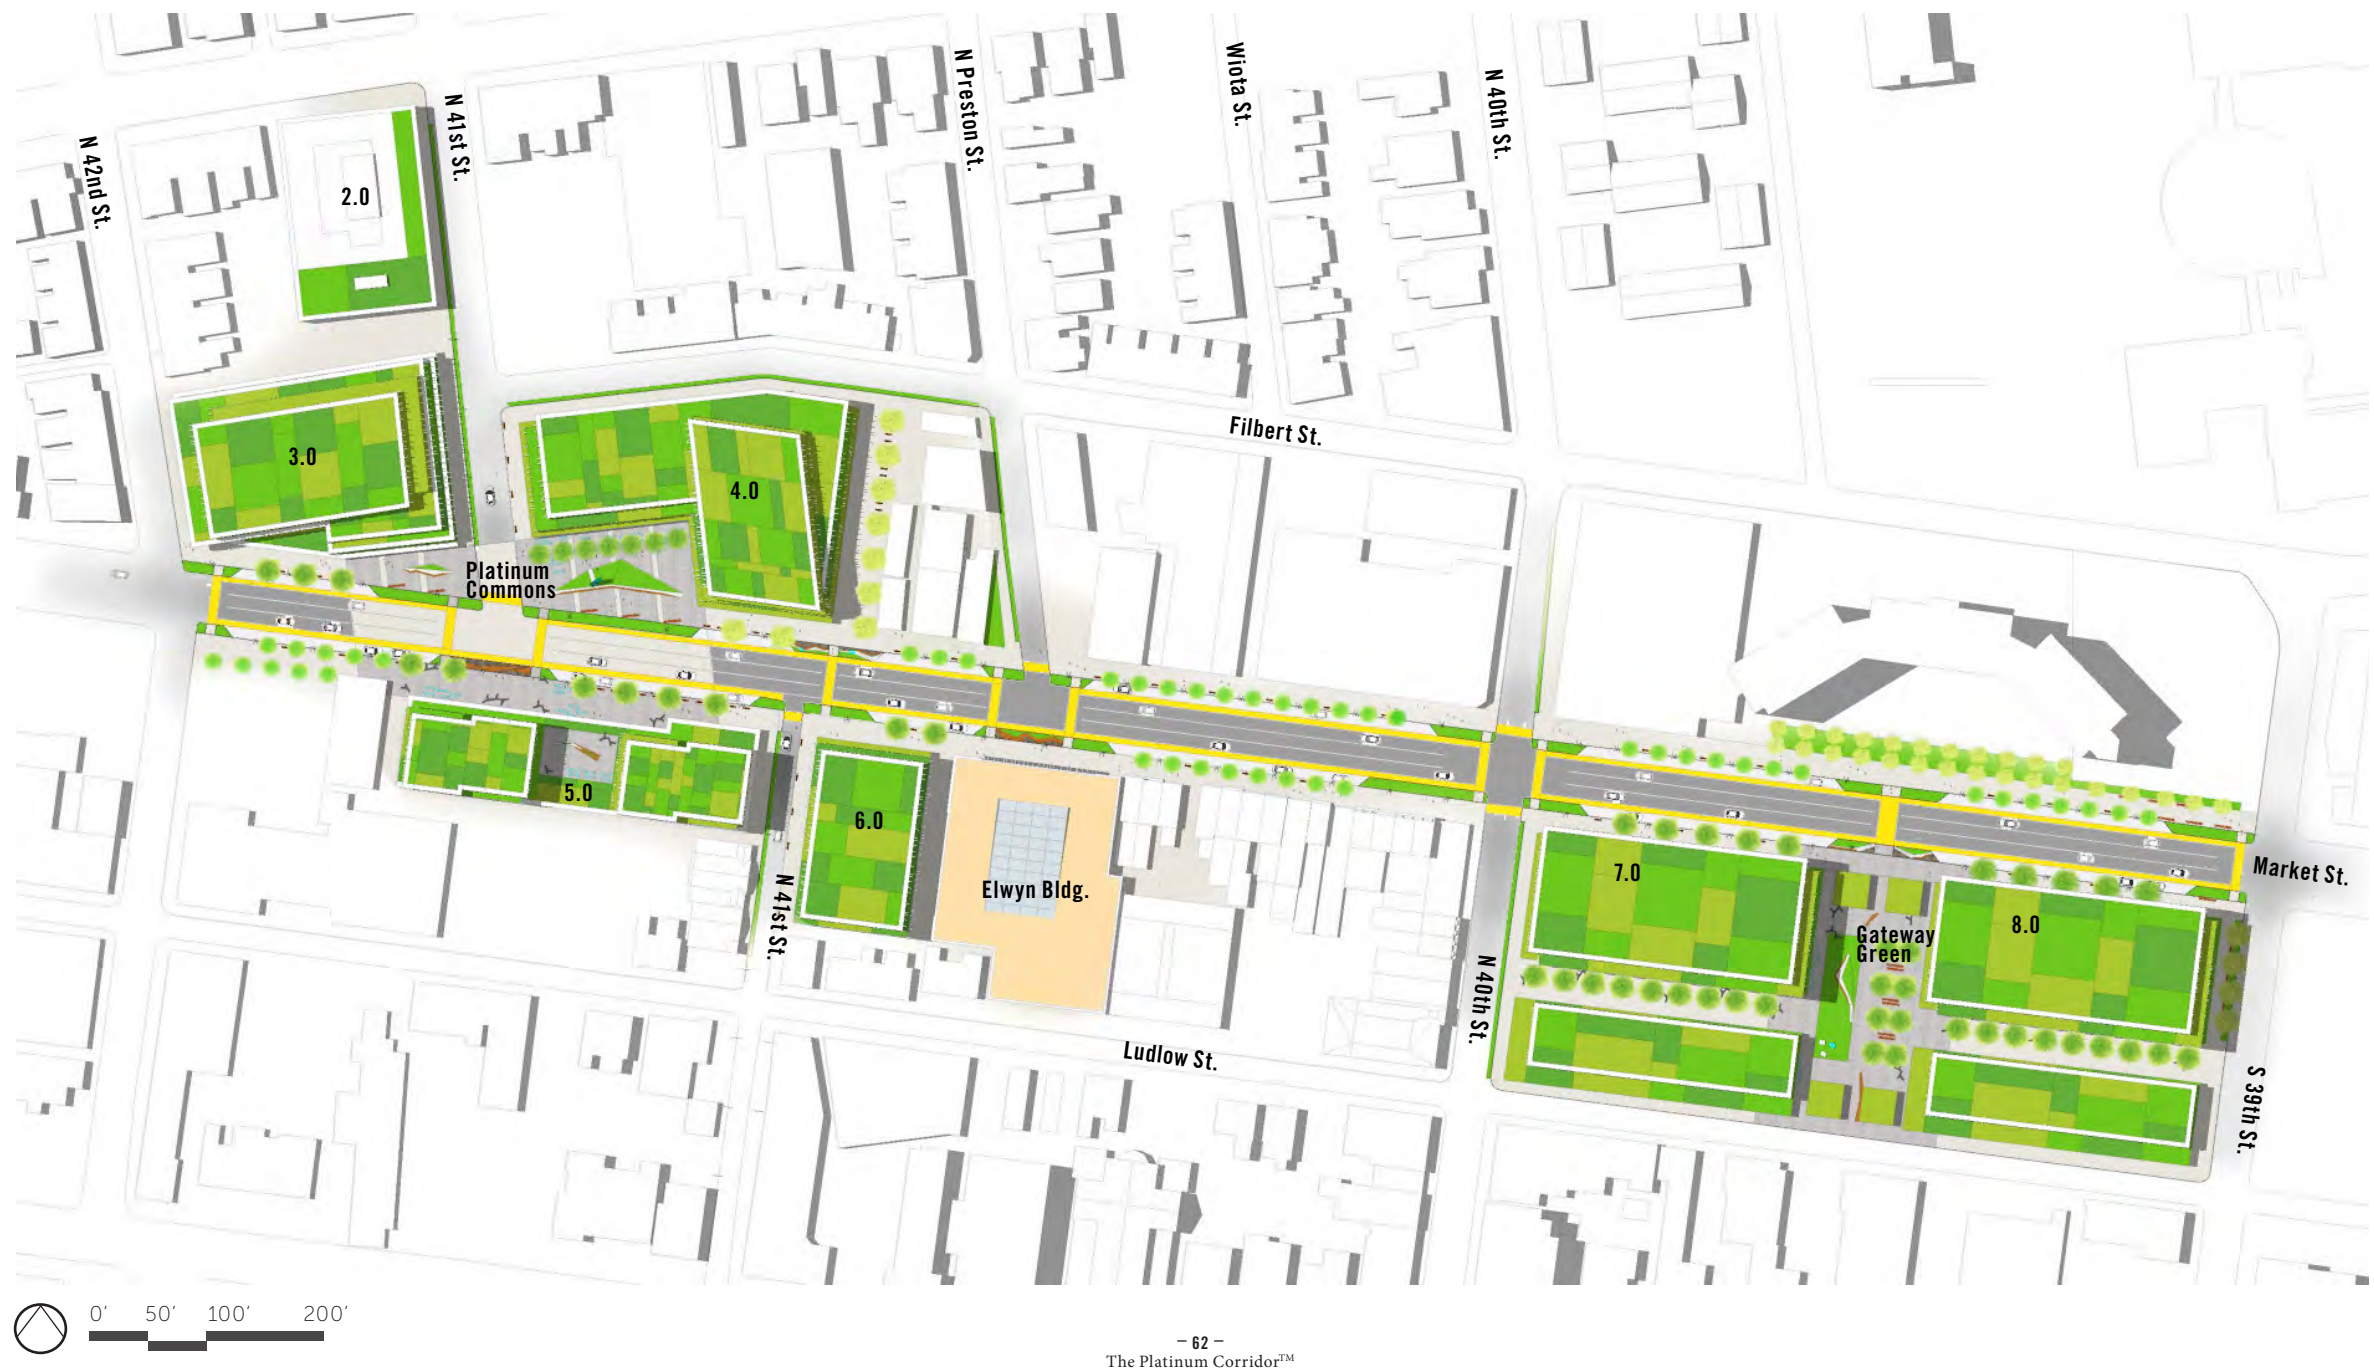 N 42nd St.
N 41st St.
N Preston St.
Wiota St.
N 40th St.
2.0
3.0
4.0
Filbert St.
Platinum
Commons
5.0
6.0
Elwyn Bldg.
7.0
8.0
Market St.
Gateway
Green
N 41st St.
N 40th St.
Ludlow St.
S 39th St.
0' 50' 100' 200'
– 62 –
The Platinum Corridor™